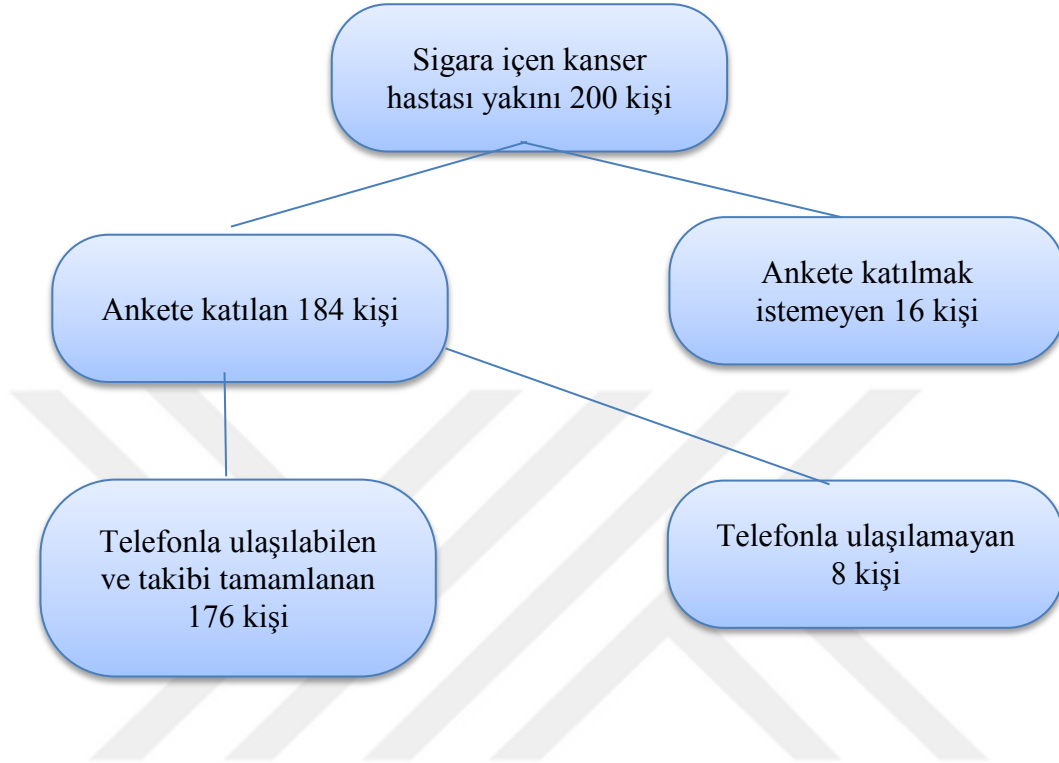 Sigara içen kanser
hastası yakını 200 kişi
Ankete katılan 184 kişi
Ankete katılmak
istemeyen 16 kişi
Telefonla ulaşılabilen
ve takibi tamamlanan
176 kişi
Telefonla ulaşılamayan
8 kişi